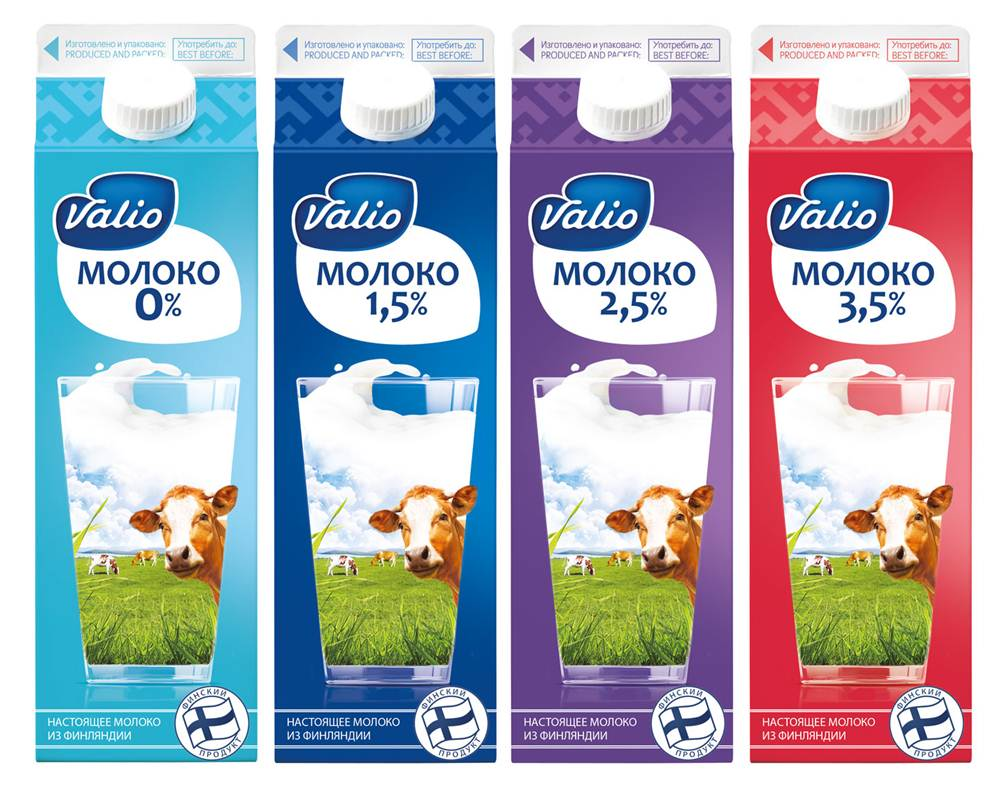 Изготовлено и упаковано:
PRODUCED AND PACKED:
Употребить до:
BEST BEFORE:
Valio
МОЛОКО
0%
НАСТОЯЩЕЕ МОЛОКО
ИЗ ФИНЛЯНДИИ
ФИНСКИЙ
ПРОДУКТ
Изготовлено и упаковано:
PRODUCED AND PACKED:
Употребить до:
BEST BEFORE:
Valio
МОЛОКО
1,5%
НАСТОЯЩЕЕ МОЛОКО
ИЗ ФИНЛЯНДИИ
ФИНСКИЙ
ПРОДУКТ
Изготовлено и упаковано:
PRODUCED AND PACKED:
Употребить до:
BEST BEFORE:
Valio
МОЛОКО
2,5%
НАСТОЯЩЕЕ МОЛОКО
ИЗ ФИНЛЯНДИИ
ФИНСКИЙ
ПРОДУКТ
Изготовлено и упаковано:
PRODUCED AND PACKED:
Употребить до:
BEST BEFORE:
Valio
МОЛОКО
3,5%
НАСТОЯЩЕЕ МОЛОКО
ИЗ ФИНЛЯНДИИ
ФИНСКИЙ
ПРОДУКТ